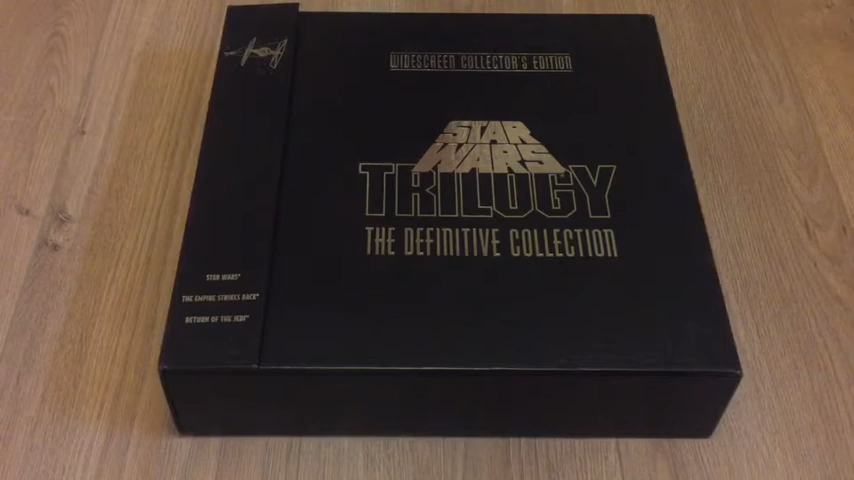 WIDESCREEN COLLECTOR'S EDITION
STAR
WARS
TRILOGY
THE DEFINITIVE COLLECTION
STAR WARS®
THE EMPIRE STRIKES BACK®
RETURN OF THE JEDI®